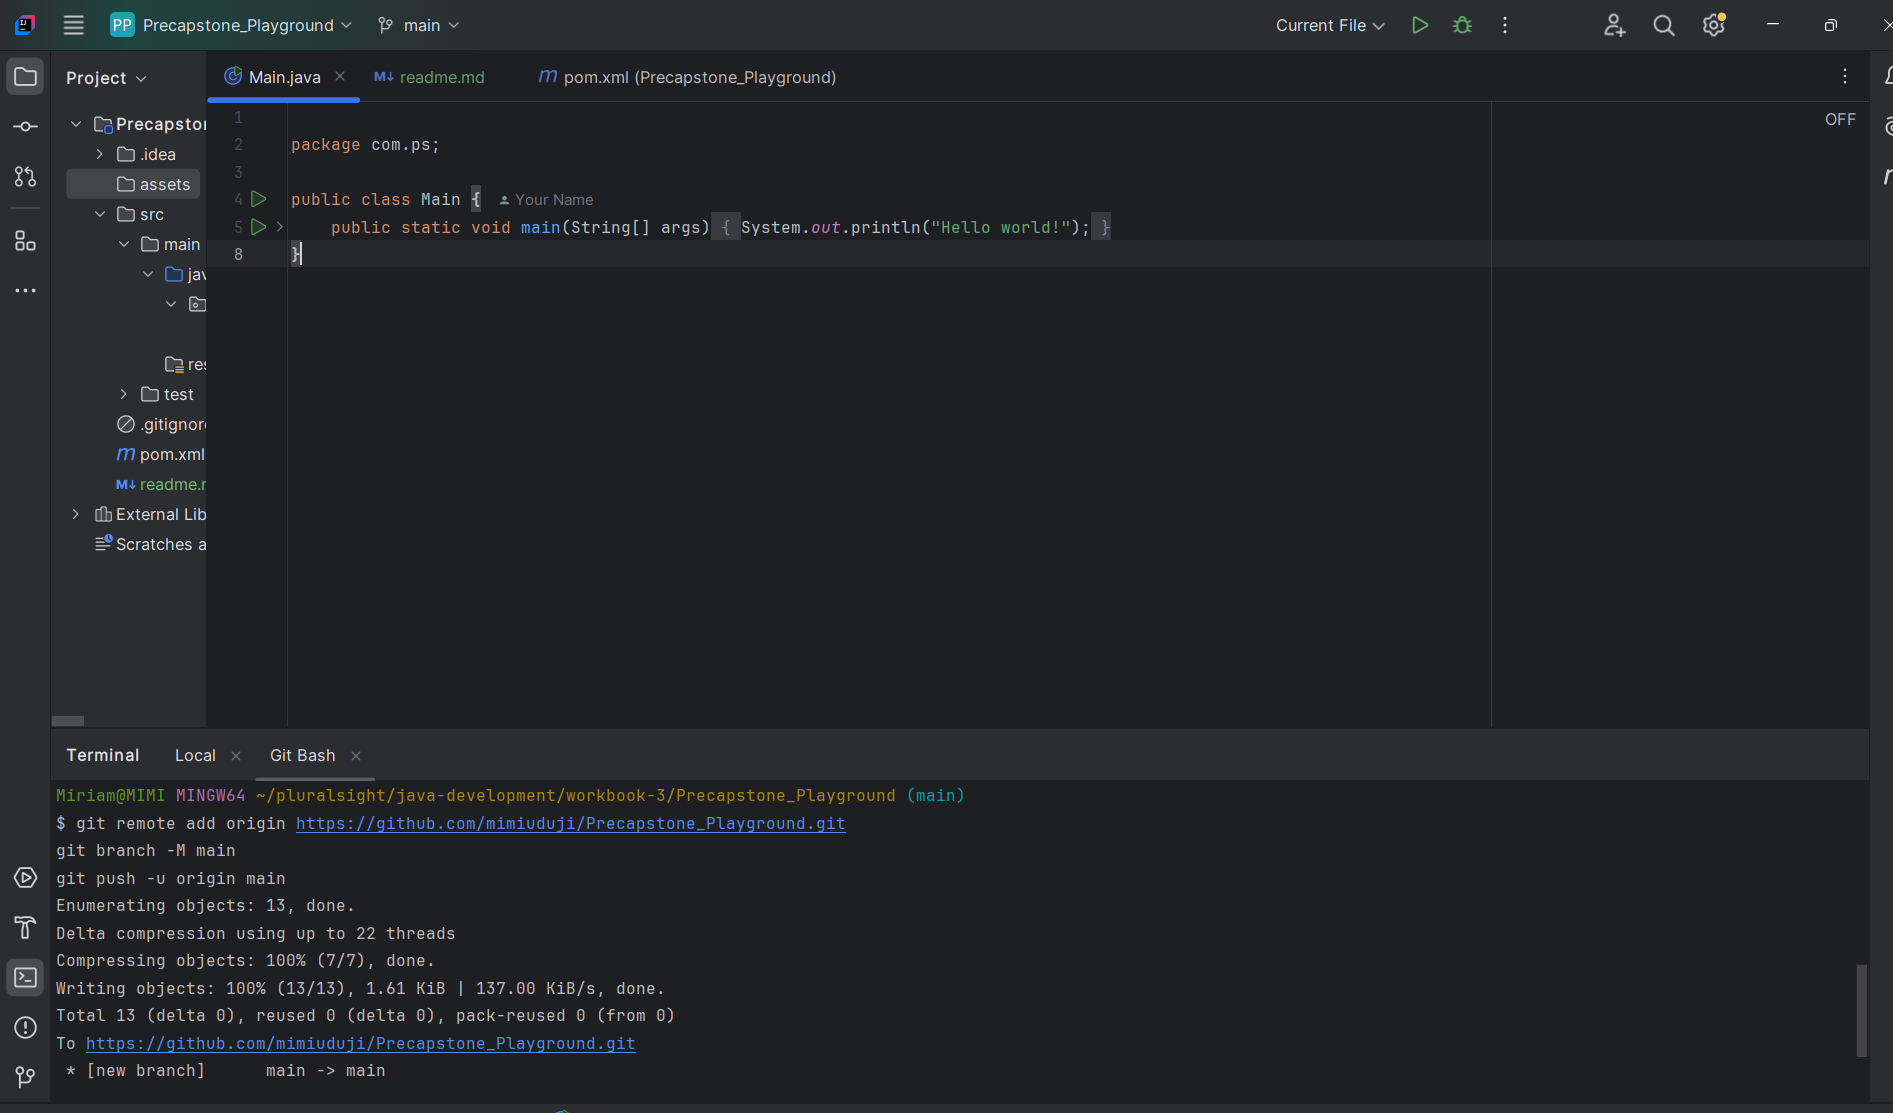 PP Precapstone_Playground main Current File
Project
Main.java
M↓ readme.md
m pom.xml (Precapstone_Playground)
Precapstor
.idea
assets
src
main
jav
res
test
.gitignore
m pom.xml
M↓ readme.r
External Lib
Scratches a
OFF
1
2 package com.ps;
3
4 public class Main { Your Name
5 public static void main(String[] args) { System.out.println("Hello world!"); }
8 }
Terminal Local Git Bash
Miriam@MIMI MINGW64 ~/pluralsight/java-development/workbook-3/Precapstone_Playground (main)
$ git remote add origin https://github.com/mimiuduji/Precapstone_Playground.git
git branch -M main
git push -u origin main
Enumerating objects: 13, done.
Delta compression using up to 22 threads
Compressing objects: 100% (7/7), done.
Writing objects: 100% (13/13), 1.61 KiB | 137.00 KiB/s, done.
Total 13 (delta 0), reused 0 (delta 0), pack-reused 0 (from 0)
To https://github.com/mimiuduji/Precapstone_Playground.git
* [new branch] main -> main